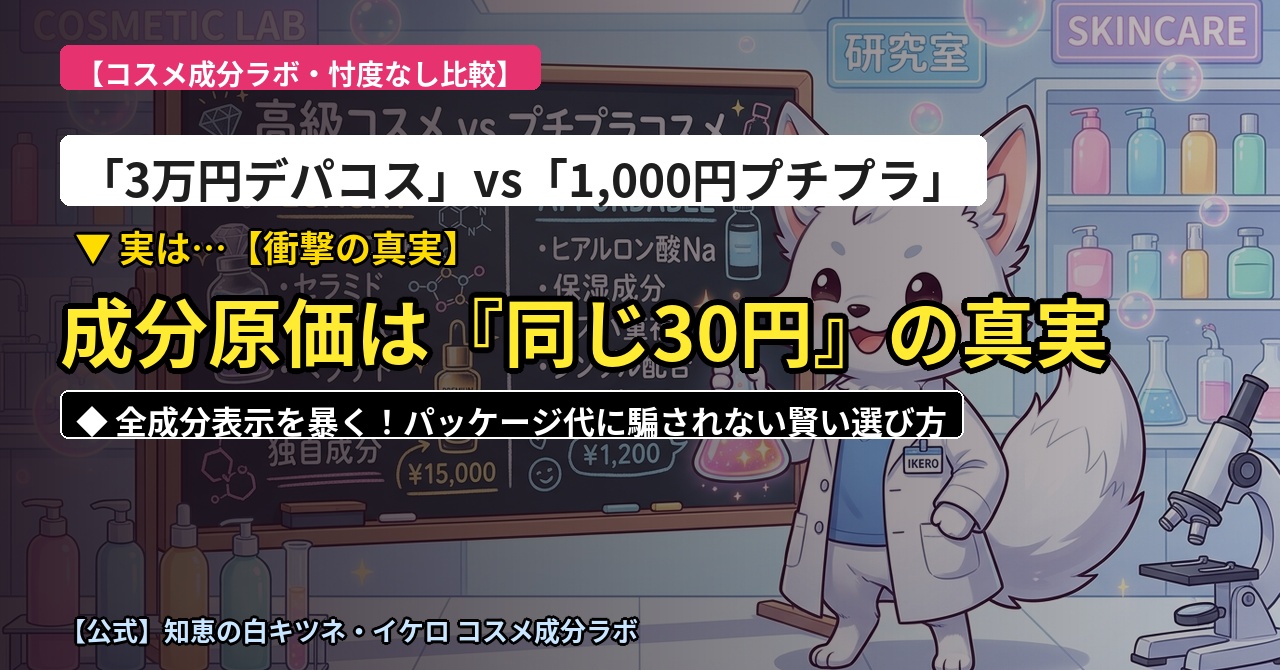 COSMETIC LAB
研究室
SKINCARE
【コスメ成分ラボ・忖度なし比較】
高級コスメ vs プチプラコスメ
「3万円デパコス」vs「1,000円プチプラ」
▼ 実は…【衝撃の真実】
・セラミド
・ヒアルロン酸Na
・保湿成分
成分原価は『同じ30円』の真実
◆ 全成分表示を暴く！パッケージ代に騙されない賢い選び方
独自成分
¥15,000
¥1,200
IKERO
【公式】知恵の白キツネ・イケロ コスメ成分ラボ